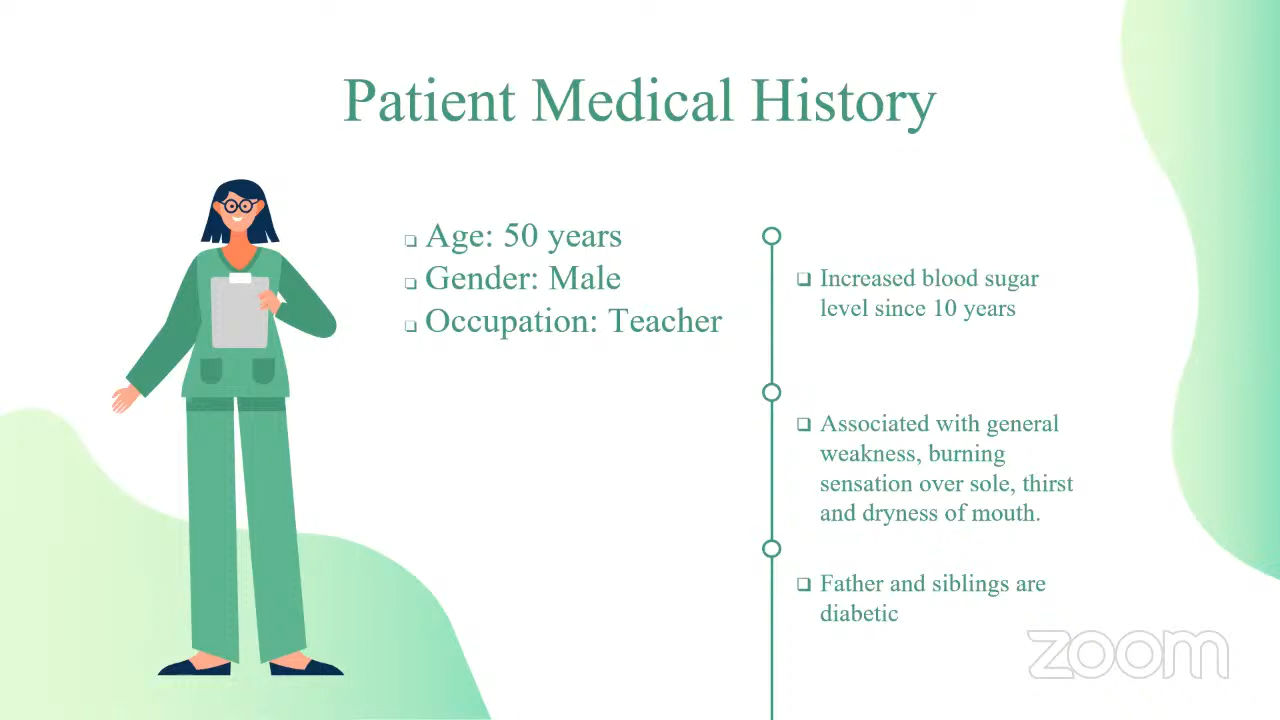 Patient Medical History
Age: 50 years
Gender: Male
Occupation: Teacher
Increased blood sugar
level since 10 years
Associated with general
weakness, burning
sensation over sole, thirst
and dryness of mouth.
Father and siblings are
diabetic
zoom